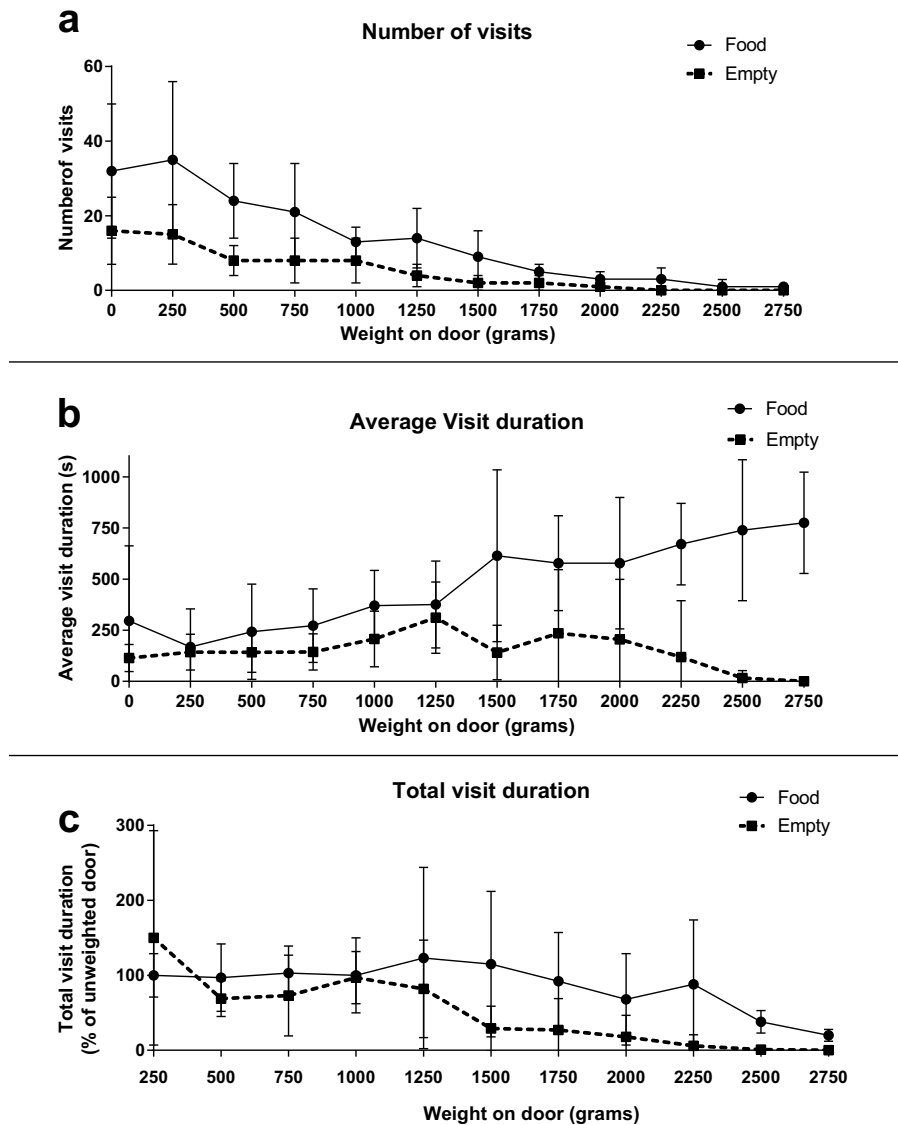 a
Number of visits
Food
Empty
Numberof visits
60
40
20
0
0 250 500 750 1000 1250 1500 1750 2000 2250 2500 2750
Weight on door (grams)
b
Average Visit duration
Food
Empty
Average visit duration (s)
1000
750
500
250
0
0 250 500 750 1000 1250 1500 1750 2000 2250 2500 2750
Weight on door (grams)
c
Total visit duration
Food
Empty
Total visit duration
(% of unweighted door)
300
200
100
0
250 500 750 1000 1250 1500 1750 2000 2250 2500 2750
Weight on door (grams)